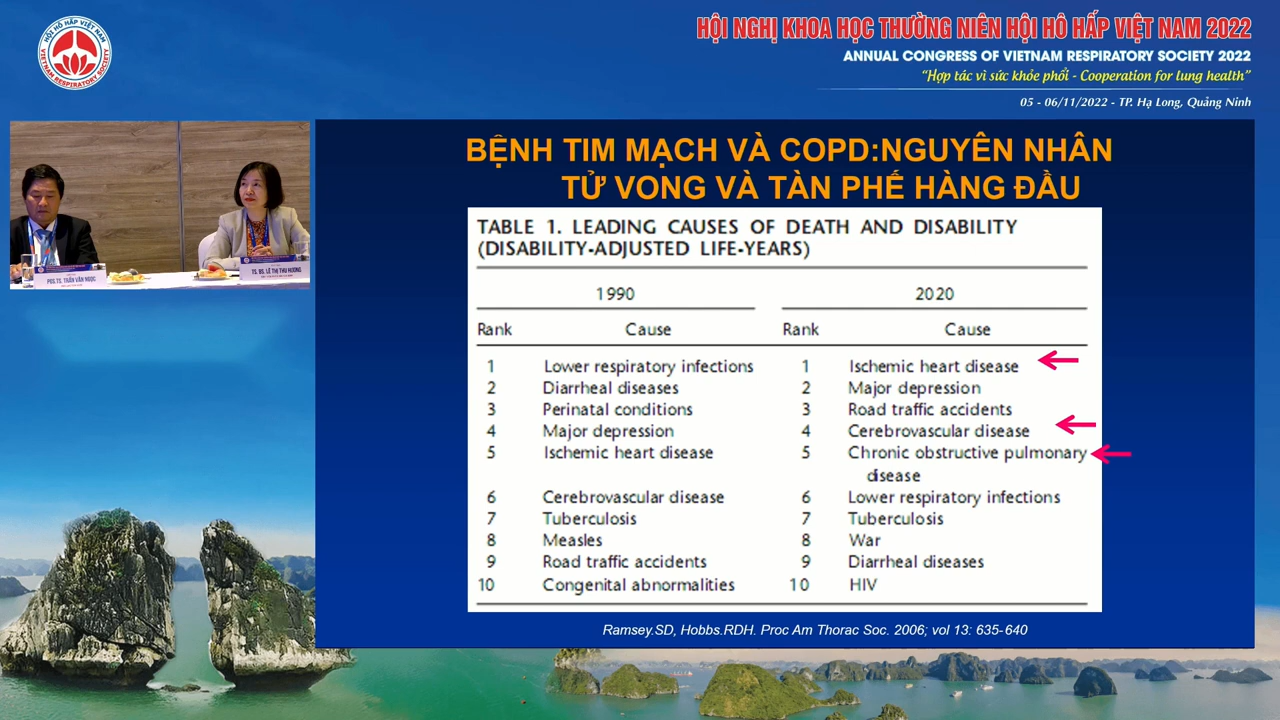 HỘI HÔ HẤP VIỆT NAM
VIETNAM RESPIRATORY SOCIETY
HỘI NGHỊ KHOA HỌC THƯỜNG NIÊN HỘI HÔ HẤP VIỆT NAM 2022
ANNUAL CONGRESS OF VIETNAM RESPIRATORY SOCIETY 2022
“Hợp tác vì sức khỏe phổi - Cooperation for lung health”
05 - 06/11/2022 - TP. Hạ Long, Quảng Ninh
PGS.TS. TRẦN VĂN NGỌC
TS. BS. LÊ THỊ THU HƯƠNG
BỆNH TIM MẠCH VÀ COPD:NGUYÊN NHÂN
TỬ VONG VÀ TÀN PHẾ HÀNG ĐẦU
TABLE 1. LEADING CAUSES OF DEATH AND DISABILITY
(DISABILITY-ADJUSTED LIFE-YEARS)
1990 2020
Rank Cause Rank Cause
1 Lower respiratory infections 1 Ischemic heart disease
2 Diarrheal diseases 2 Major depression
3 Perinatal conditions 3 Road traffic accidents
4 Major depression 4 Cerebrovascular disease
5 Ischemic heart disease 5 Chronic obstructive pulmonary
disease
6 Cerebrovascular disease 6 Lower respiratory infections
7 Tuberculosis 7 Tuberculosis
8 Measles 8 War
9 Road traffic accidents 9 Diarrheal diseases
10 Congenital abnormalities 10 HIV
Ramsey.SD, Hobbs.RDH. Proc Am Thorac Soc. 2006; vol 13: 635-640